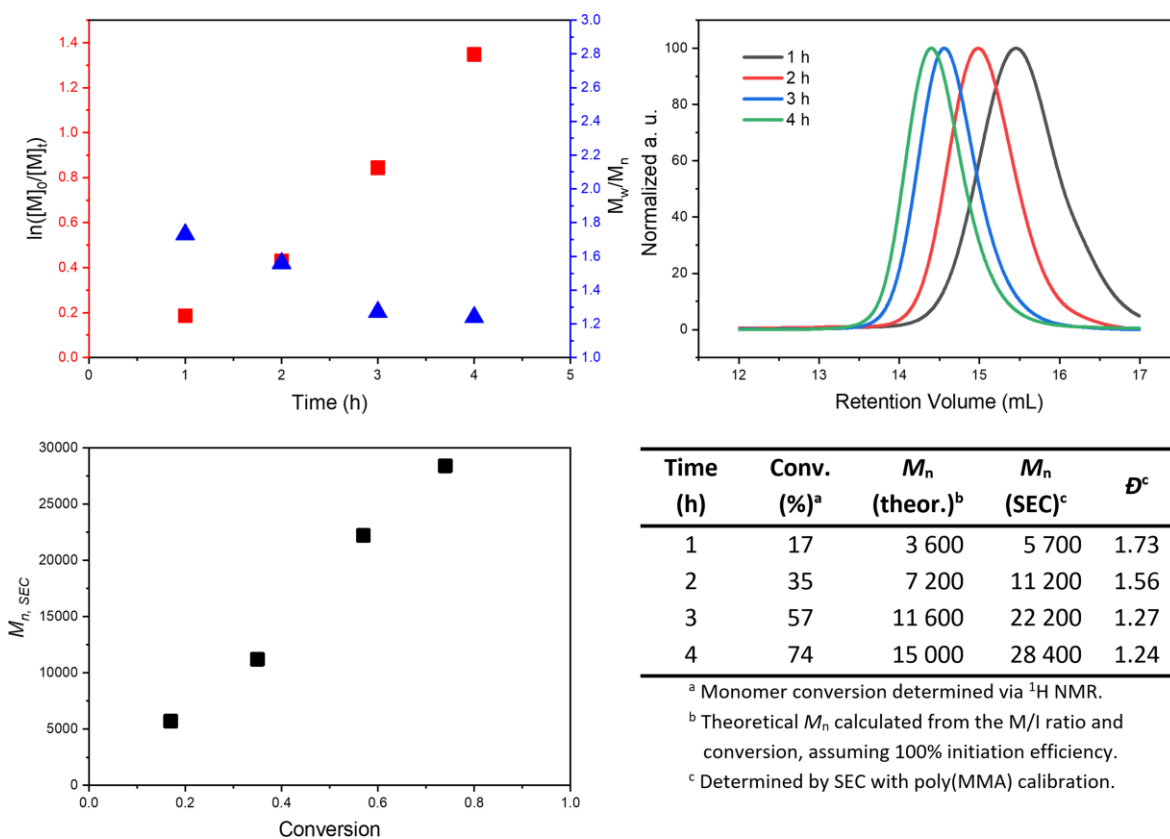 ln([M]₀/[M]ₜ)
1.4
1.2
1.0
0.8
0.6
0.4
0.2
0.0
0 1 2 3 4 5
Time (h)
3.0
2.8
2.6
2.4
2.2
2.0
1.8
1.6
1.4
1.2
1.0
M_w/M_n
Normalized a. u.
100
80
60
40
20
0
1 h
2 h
3 h
4 h
12 13 14 15 16 17
Retention Volume (mL)
M_n, SEC
30000
25000
20000
15000
10000
5000
0
0.0 0.2 0.4 0.6 0.8 1.0
Conversion
Time Conv. Mₙ Mₙ Đᶜ
(h) (%)ᵃ (theor.)ᵇ (SEC)ᶜ
1 17 3 600 5 700 1.73
2 35 7 200 11 200 1.56
3 57 11 600 22 200 1.27
4 74 15 000 28 400 1.24
ᵃ Monomer conversion determined via ¹H NMR.
ᵇ Theoretical Mₙ calculated from the M/I ratio and
conversion, assuming 100% initiation efficiency.
ᶜ Determined by SEC with poly(MMA) calibration.